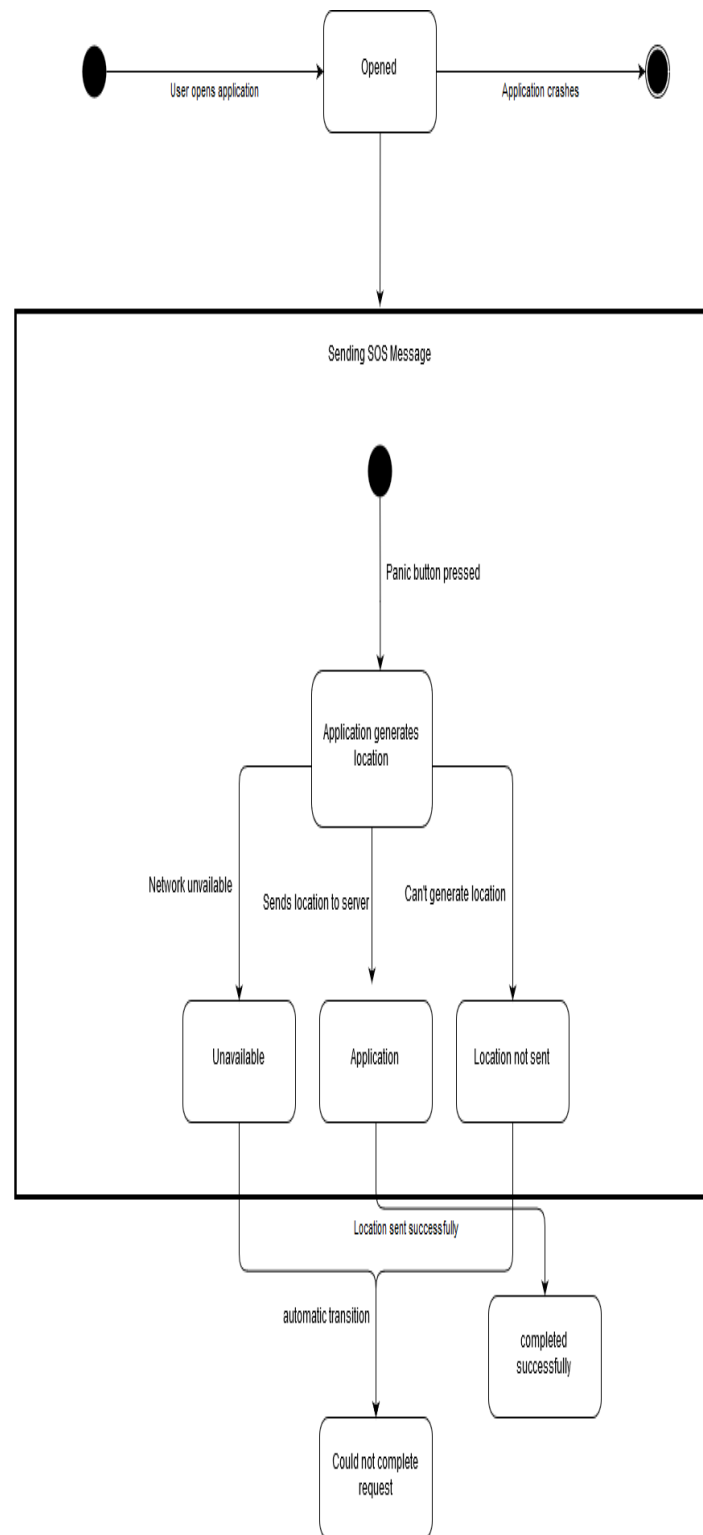 Opened
User opens application
Application crashes
Sending SOS Message
Panic button pressed
Application generates
location
Network unvailable
Sends location to server
Can't generate location
Unavailable
Application
Location not sent
Location sent successfully
automatic transition
completed
successfully
Could not complete
request